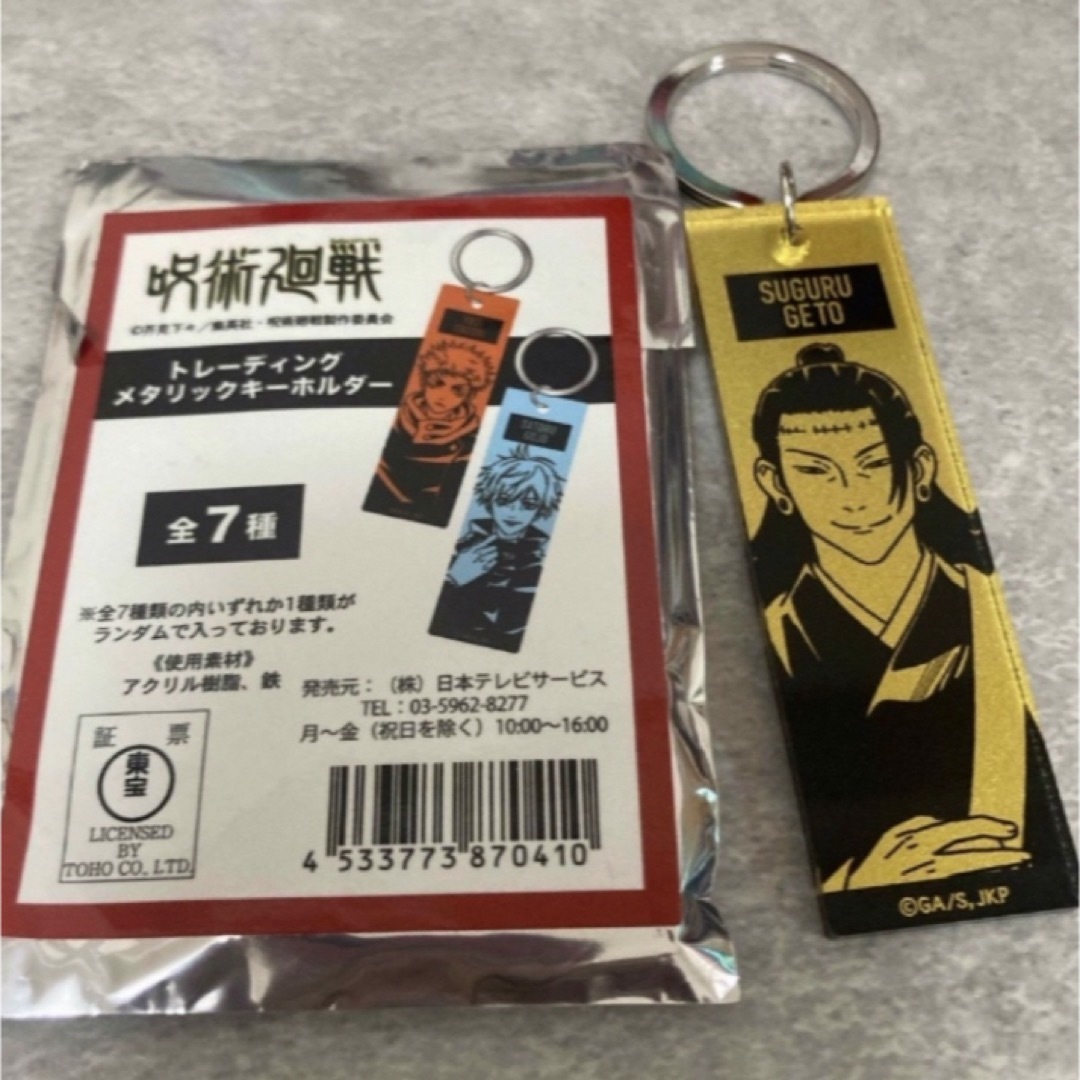 呪術廻戦
©芥見下々／集英社・呪術廻戦製作委員会
トレーディング
メタリックキーホルダー
SATORU
GOJO
全7種
※全7種類の内いずれか1種類が
ランダムで入っております。
《使用素材》
アクリル樹脂、鉄
発売元：（株）日本テレビサービス
TEL：03-5962-8277
月～金（祝日を除く）10:00～16:00
証 票
東宝
LICENSED
BY
TOHO CO., LTD.
4 533773 870410
SUGURU
GETO
©GA/S, JKP